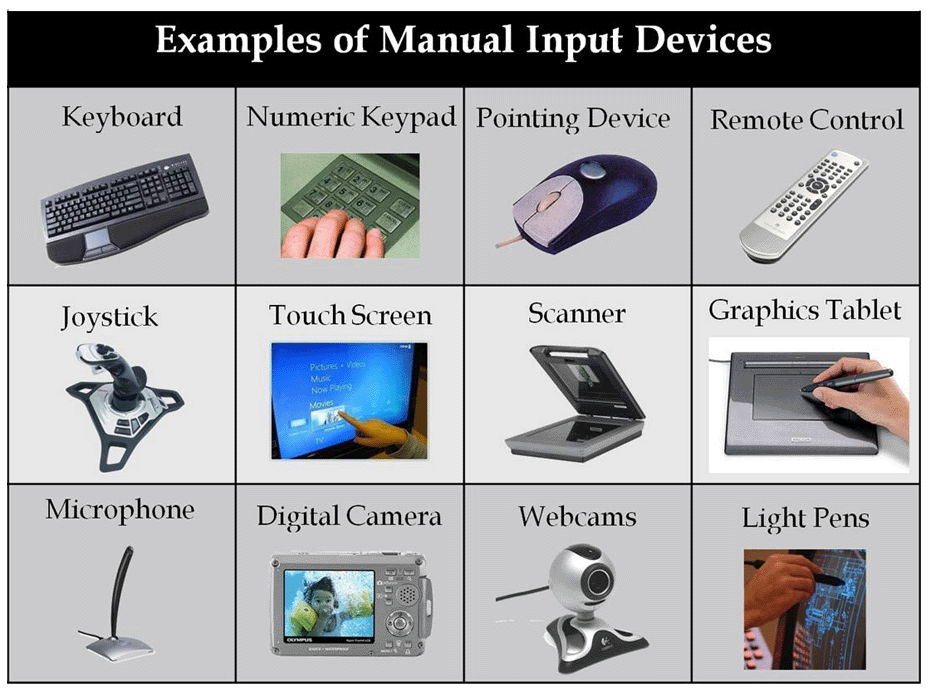 Examples of Manual Input Devices
Keyboard
Numeric Keypad
Pointing Device
Remote Control
Joystick
Touch Screen
Scanner
Graphics Tablet
Pictures + Videos
Music
Now Playing
Movies
TV
Microphone
Digital Camera
Webcams
Light Pens
OLYMPUS